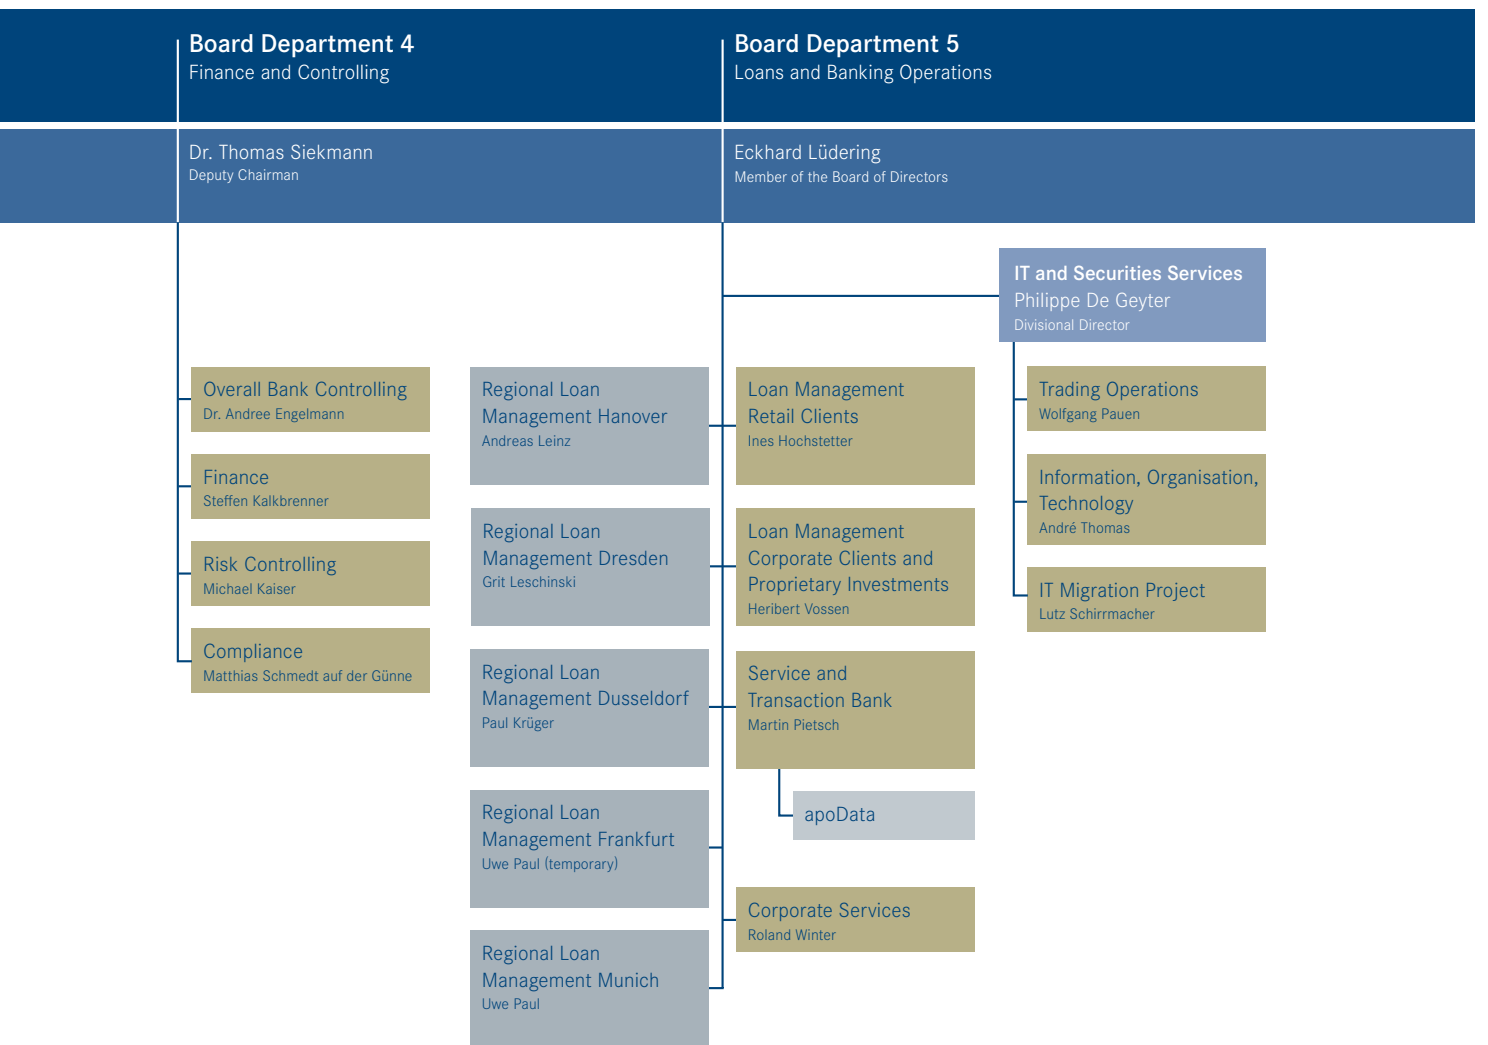 Board Department 4
Finance and Controlling
Dr. Thomas Siekmann
Deputy Chairman
Overall Bank Controlling
Dr. Andree Engelmann
Finance
Steffen Kalkbrenner
Risk Controlling
Michael Kaiser
Compliance
Matthias Schmedt auf der Günne
Board Department 5
Loans and Banking Operations
Eckhard Lüdering
Member of the Board of Directors
Regional Loan
Management Hanover
Andreas Leinz
Regional Loan
Management Dresden
Grit Leschinski
Regional Loan
Management Dusseldorf
Paul Krüger
Regional Loan
Management Frankfurt
Uwe Paul (temporary)
Regional Loan
Management Munich
Uwe Paul
Loan Management
Retail Clients
Ines Hochstetter
Loan Management
Corporate Clients and
Proprietary Investments
Heribert Vossen
Service and
Transaction Bank
Martin Pietsch
apoData
Corporate Services
Roland Winter
IT and Securities Services
Philippe De Geyter
Divisional Director
Trading Operations
Wolfgang Pauen
Information, Organisation,
Technology
André Thomas
IT Migration Project
Lutz Schirrmacher